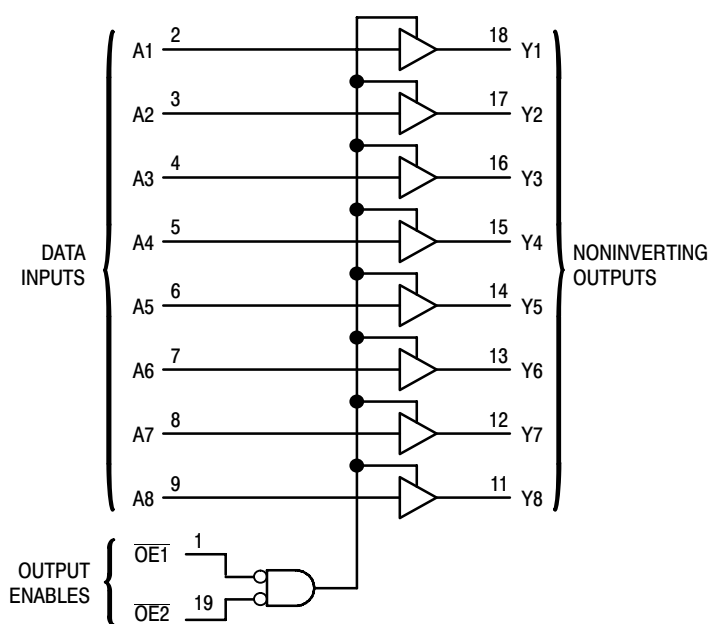 A1 2 18 Y1
A2 3 17 Y2
A3 4 16 Y3
A4 5 15 Y4
DATA
INPUTS
NONINVERTING
OUTPUTS
A5 6 14 Y5
A6 7 13 Y6
A7 8 12 Y7
A8 9 11 Y8
OUTPUT
ENABLES
O̅E̅1̅ 1
O̅E̅2̅ 19